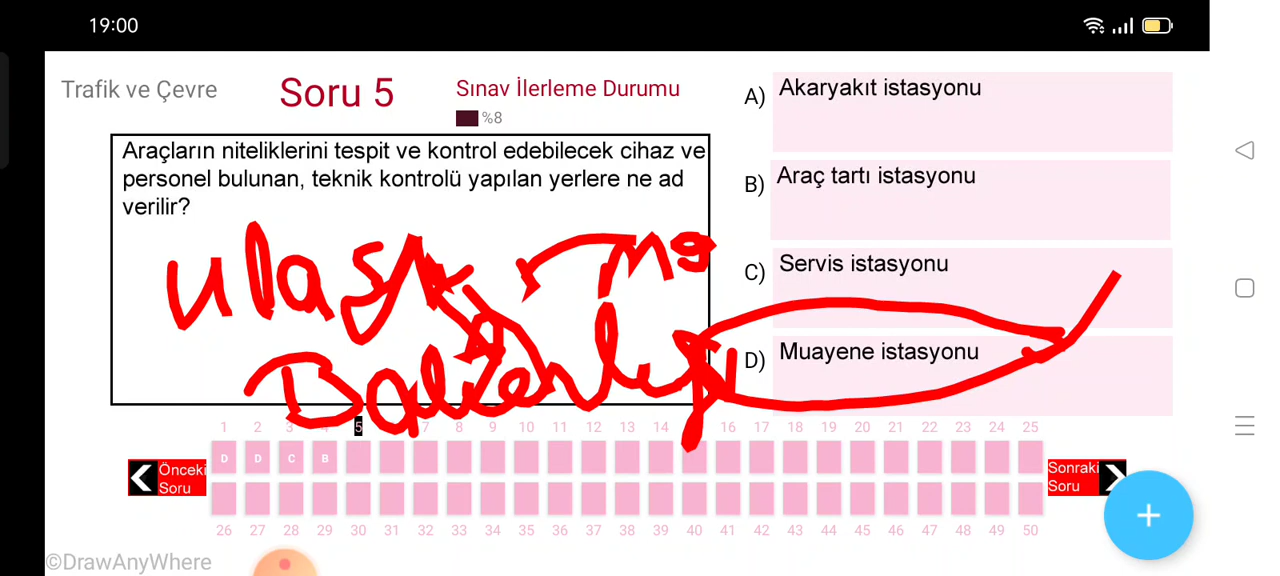 19:00
Trafik ve Çevre
Soru 5
Sınav İlerleme Durumu
%8
Araçların niteliklerini tespit ve kontrol edebilecek cihaz ve
personel bulunan, teknik kontrolü yapılan yerlere ne ad
verilir?
A) Akaryakıt istasyonu
B) Araç tartı istasyonu
C) Servis istasyonu
D) Muayene istasyonu
1 2 3 4 5 7 8 9 10 11 12 13 14 16 17 18 19 20 21 22 23 24 25
D D C B
Önceki
Soru
Sonraki
Soru
26 27 28 29 30 31 32 33 34 35 36 37 38 39 40 41 42 43 44 45 46 47 48 49 50
©DrawAnyWhere